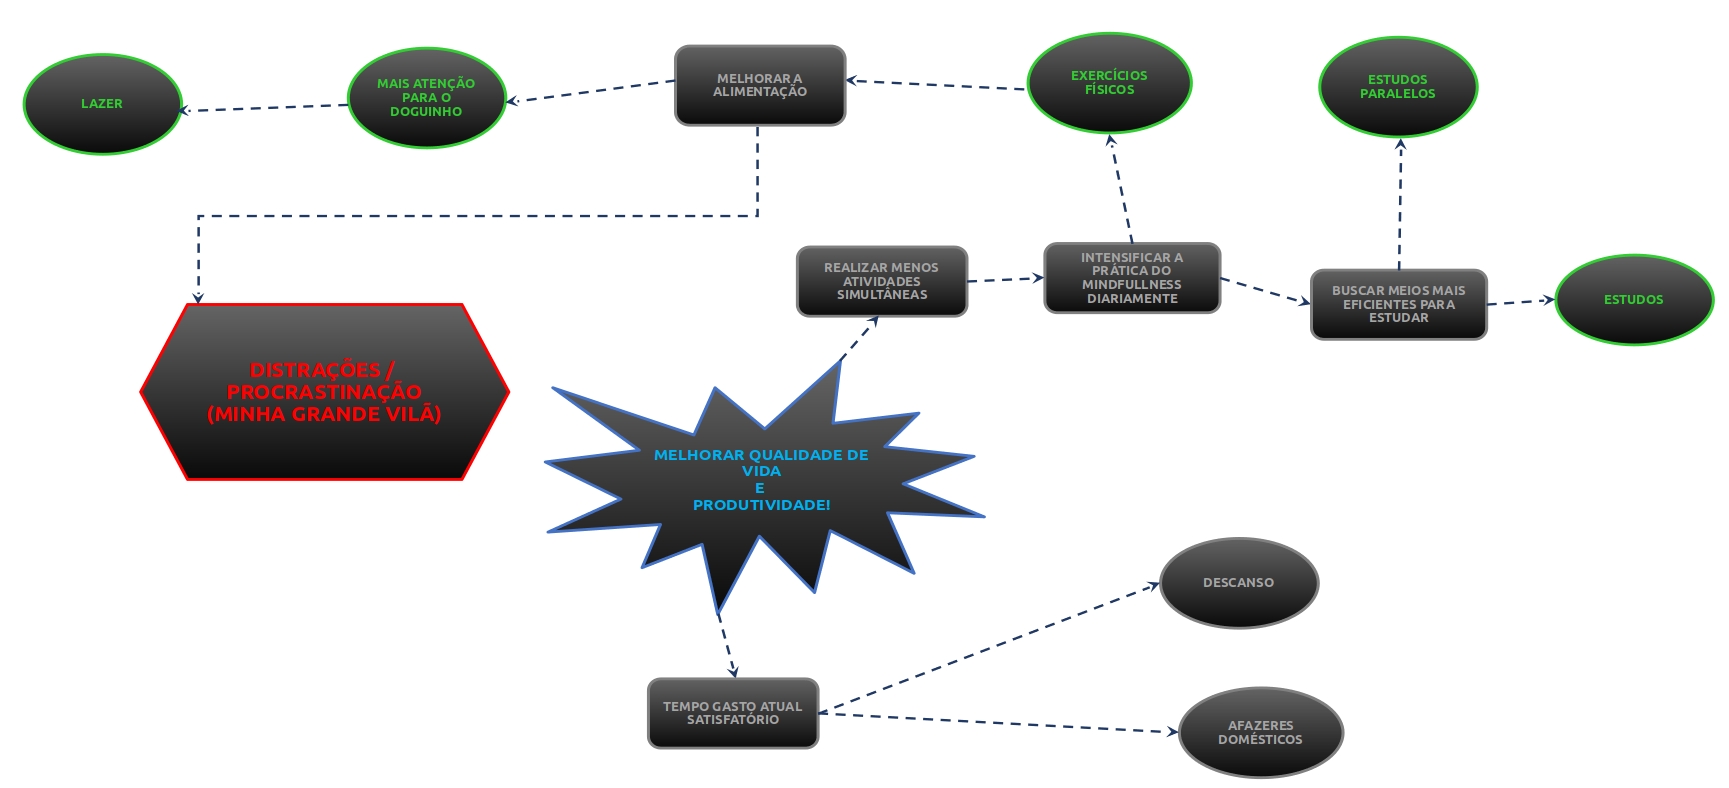 LAZER
MAIS ATENÇÃO
PARA O
DOGUINHO
MELHORAR A
ALIMENTAÇÃO
EXERCÍCIOS
FÍSICOS
ESTUDOS
PARALELOS
REALIZAR MENOS
ATIVIDADES
SIMULTÂNEAS
INTENSIFICAR A
PRÁTICA DO
MINDFULLNESS
DIARIAMENTE
BUSCAR MEIOS MAIS
EFICIENTES PARA
ESTUDAR
ESTUDOS
DISTRAÇÕES /
PROCRASTINAÇÃO
(MINHA GRANDE VILÃ)
MELHORAR QUALIDADE DE
VIDA
E
PRODUTIVIDADE!
DESCANSO
TEMPO GASTO ATUAL
SATISFATÓRIO
AFAZERES
DOMÉSTICOS